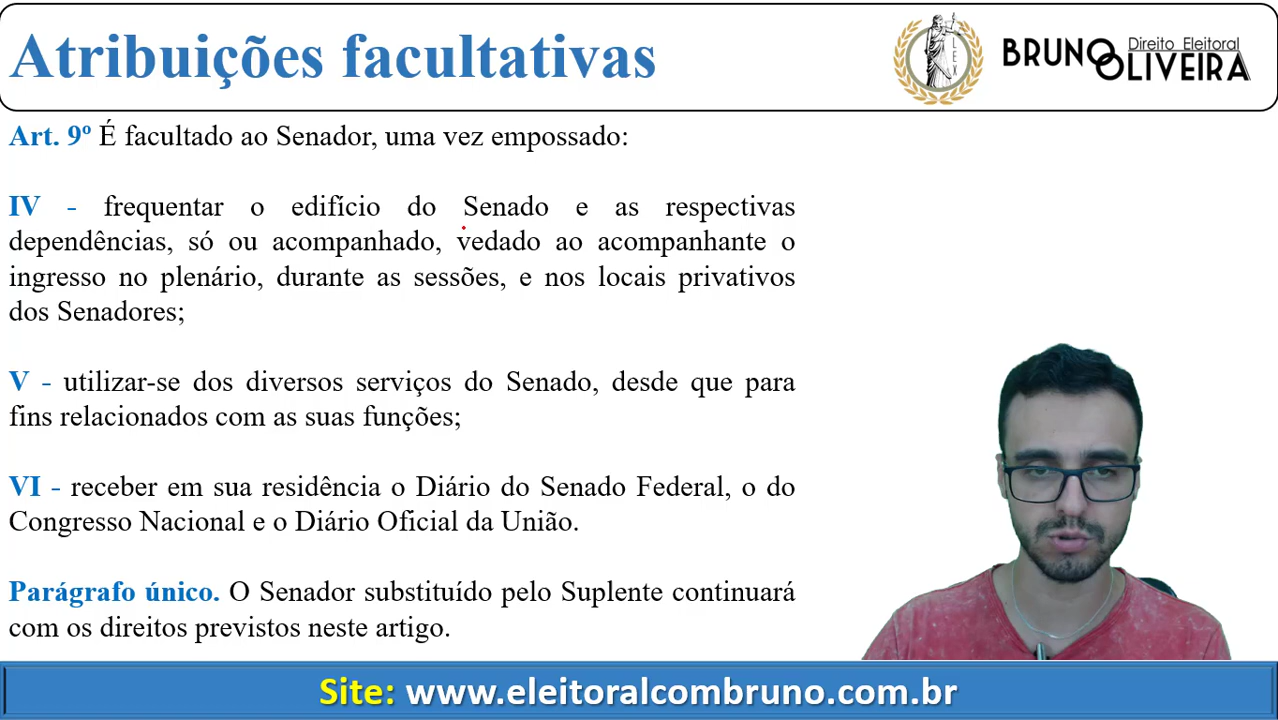 Atribuições facultativas
LEX
BRUNO OLIVEIRA
Direito Eleitoral
Art. 9º É facultado ao Senador, uma vez empossado:
IV - frequentar o edifício do Senado e as respectivas
dependências, só ou acompanhado, vedado ao acompanhante o
ingresso no plenário, durante as sessões, e nos locais privativos
dos Senadores;
V - utilizar-se dos diversos serviços do Senado, desde que para
fins relacionados com as suas funções;
VI - receber em sua residência o Diário do Senado Federal, o do
Congresso Nacional e o Diário Oficial da União.
Parágrafo único. O Senador substituído pelo Suplente continuará
com os direitos previstos neste artigo.
Site: www.eleitoralcombruno.com.br